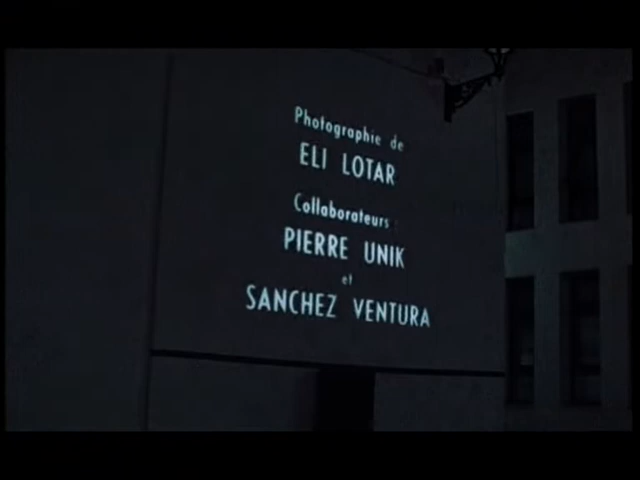 Photographie de
ELI LOTAR
Collaborateurs:
PIERRE UNIK
et
SANCHEZ VENTURA